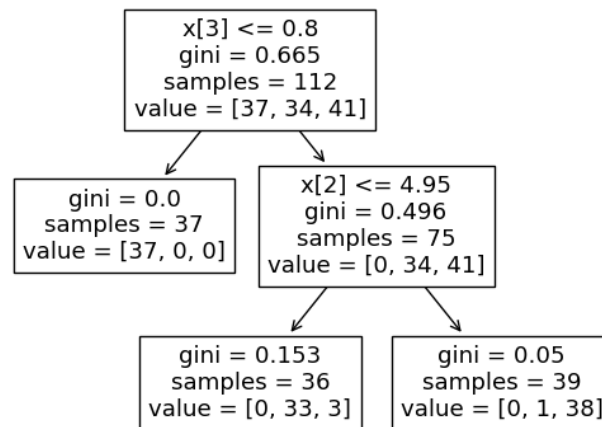 x[3] <= 0.8
gini = 0.665
samples = 112
value = [37, 34, 41]
gini = 0.0
samples = 37
value = [37, 0, 0]
x[2] <= 4.95
gini = 0.496
samples = 75
value = [0, 34, 41]
gini = 0.153
samples = 36
value = [0, 33, 3]
gini = 0.05
samples = 39
value = [0, 1, 38]